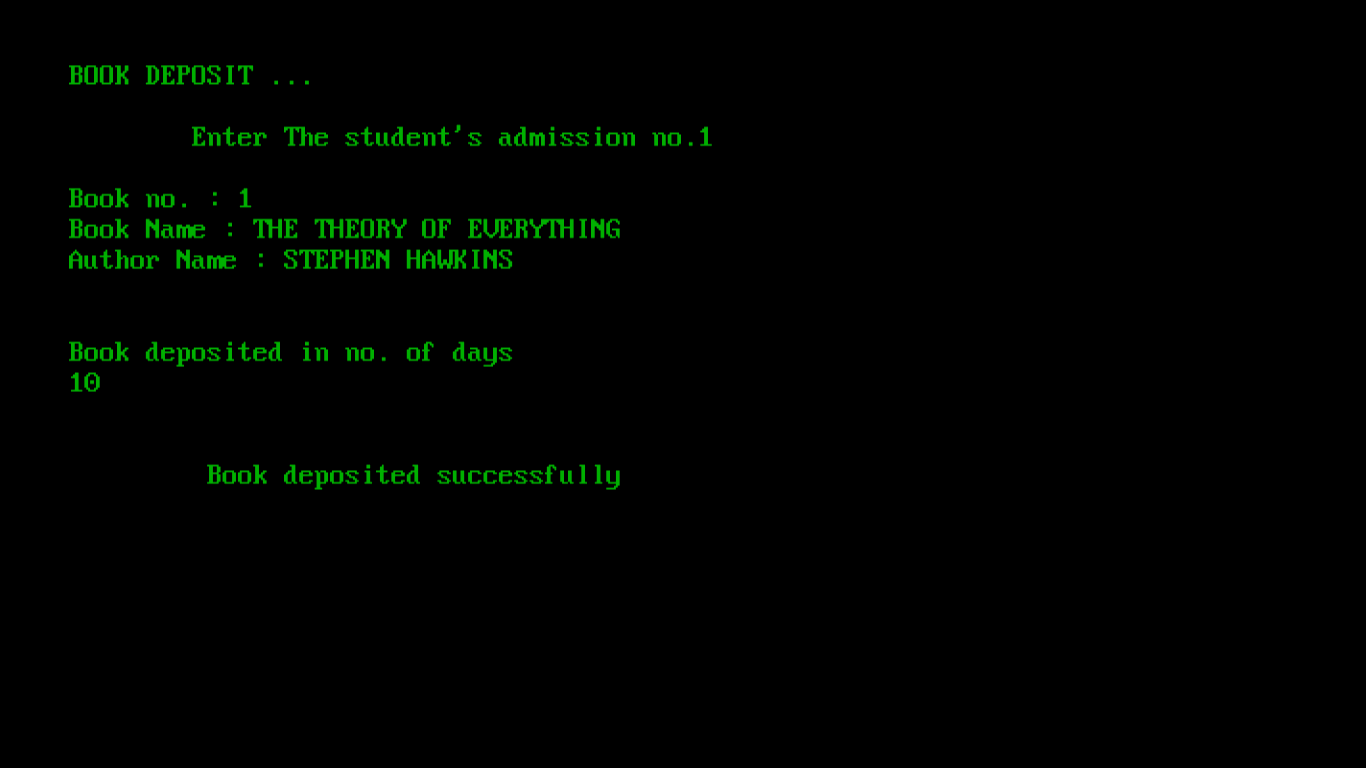 BOOK DEPOSIT ...
Enter The student's admission no.1
Book no. : 1
Book Name : THE THEORY OF EVERYTHING
Author Name : STEPHEN HAWKINS
Book deposited in no. of days
10
Book deposited successfully